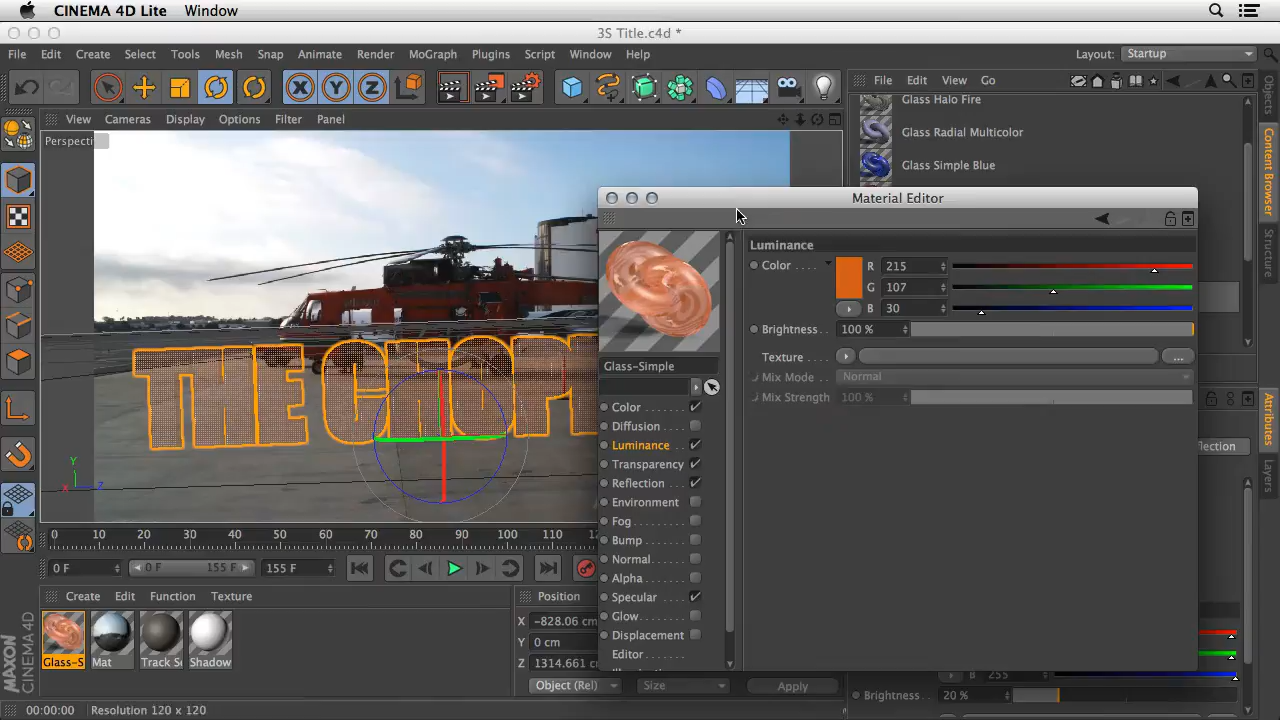 CINEMA 4D Lite Window
3S Title.c4d *
File Edit Create Select Tools Mesh Snap Animate Render MoGraph Plugins Script Window Help Layout: Startup
X Y Z
File Edit View Go
View Cameras Display Options Filter Panel
Perspecti
Glass Halo Fire
Glass Radial Multicolor
Glass Simple Blue
Objects
Content Browser
Structure
Attributes
Layers
Material Editor
Luminance
Color .... R 215
G 107
B 30
Brightness .. 100 %
Texture .... ...
Mix Mode Normal
Mix Strength 100 %
Glass-Simple
Color
Diffusion
Luminance
Transparency
Reflection
Environment
Fog
Bump
Normal
Alpha
Specular
Glow
Displacement
Editor
THE CHOP
Y
X Z
0 10 20 30 40 50 60 70 80 90 100
0 F 0 F 155 F 155 F
Create Edit Function Texture
Glass-S Mat Track So Shadow
Position
X -828.06 cm
Y 0 cm
Z 1314.661 cm
Object (Rel) Size Apply
flection
B 255
Brightness .... 20 %
MAXON
CINEMA 4D
00:00:00 Resolution 120 x 120